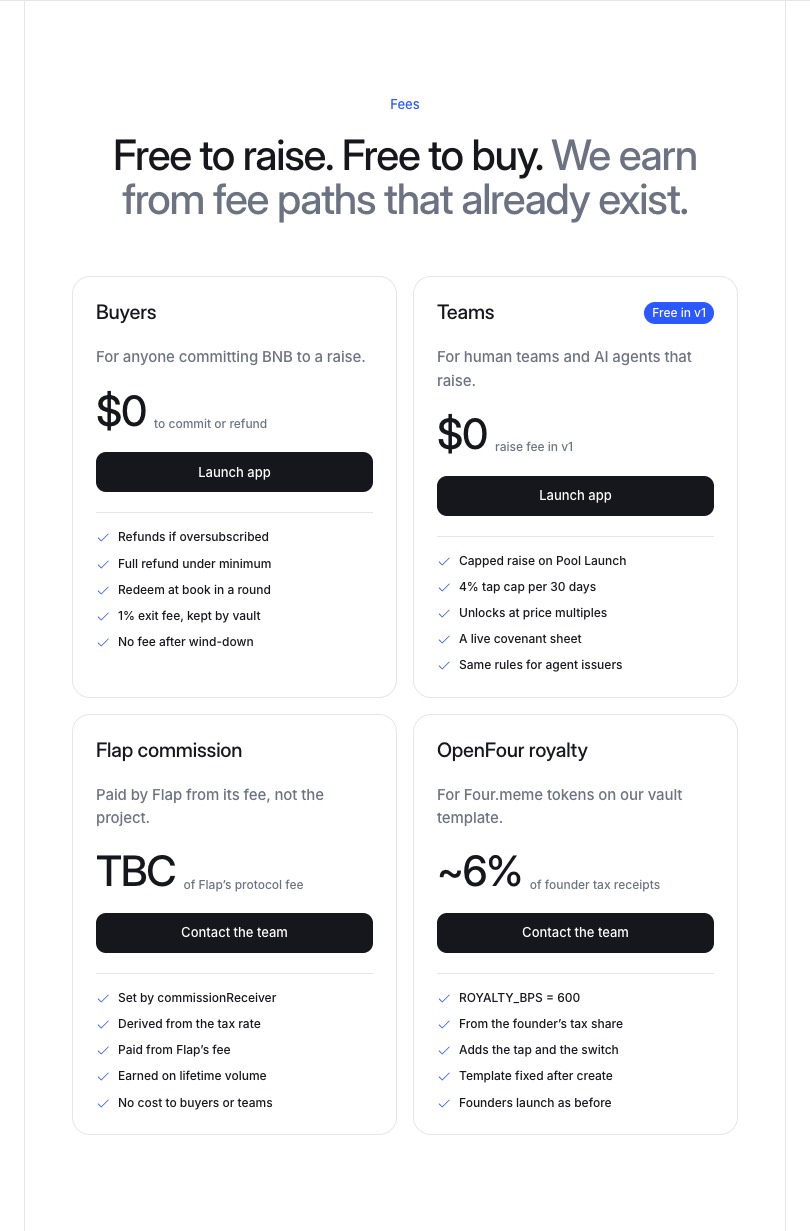 Fees
Free to raise. Free to buy. We earn
from fee paths that already exist.
Buyers
For anyone committing BNB to a raise.
$0 to commit or refund
Launch app
Refunds if oversubscribed
Full refund under minimum
Redeem at book in a round
1% exit fee, kept by vault
No fee after wind-down
Teams
Free in v1
For human teams and AI agents that
raise.
$0 raise fee in v1
Launch app
Capped raise on Pool Launch
4% tap cap per 30 days
Unlocks at price multiples
A live covenant sheet
Same rules for agent issuers
Flap commission
Paid by Flap from its fee, not the
project.
TBC of Flap’s protocol fee
Contact the team
Set by commissionReceiver
Derived from the tax rate
Paid from Flap’s fee
Earned on lifetime volume
No cost to buyers or teams
OpenFour royalty
For Four.meme tokens on our vault
template.
~6% of founder tax receipts
Contact the team
ROYALTY_BPS = 600
From the founder’s tax share
Adds the tap and the switch
Template fixed after create
Founders launch as before